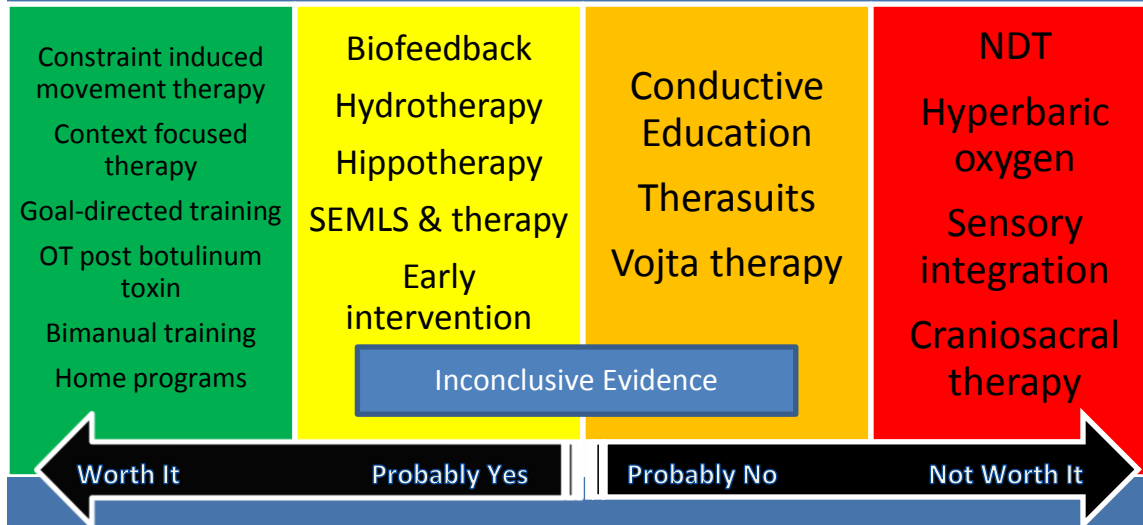 Constraint induced
movement therapy
Context focused
therapy
Goal-directed training
OT post botulinum
toxin
Bimanual training
Home programs
Biofeedback
Hydrotherapy
Hippotherapy
SEMLS & therapy
Early
intervention
Conductive
Education
Therasuits
Vojta therapy
Inconclusive Evidence
NDT
Hyperbaric
oxygen
Sensory
integration
Craniosacral
therapy
Worth It
Probably Yes
Probably No
Not Worth It